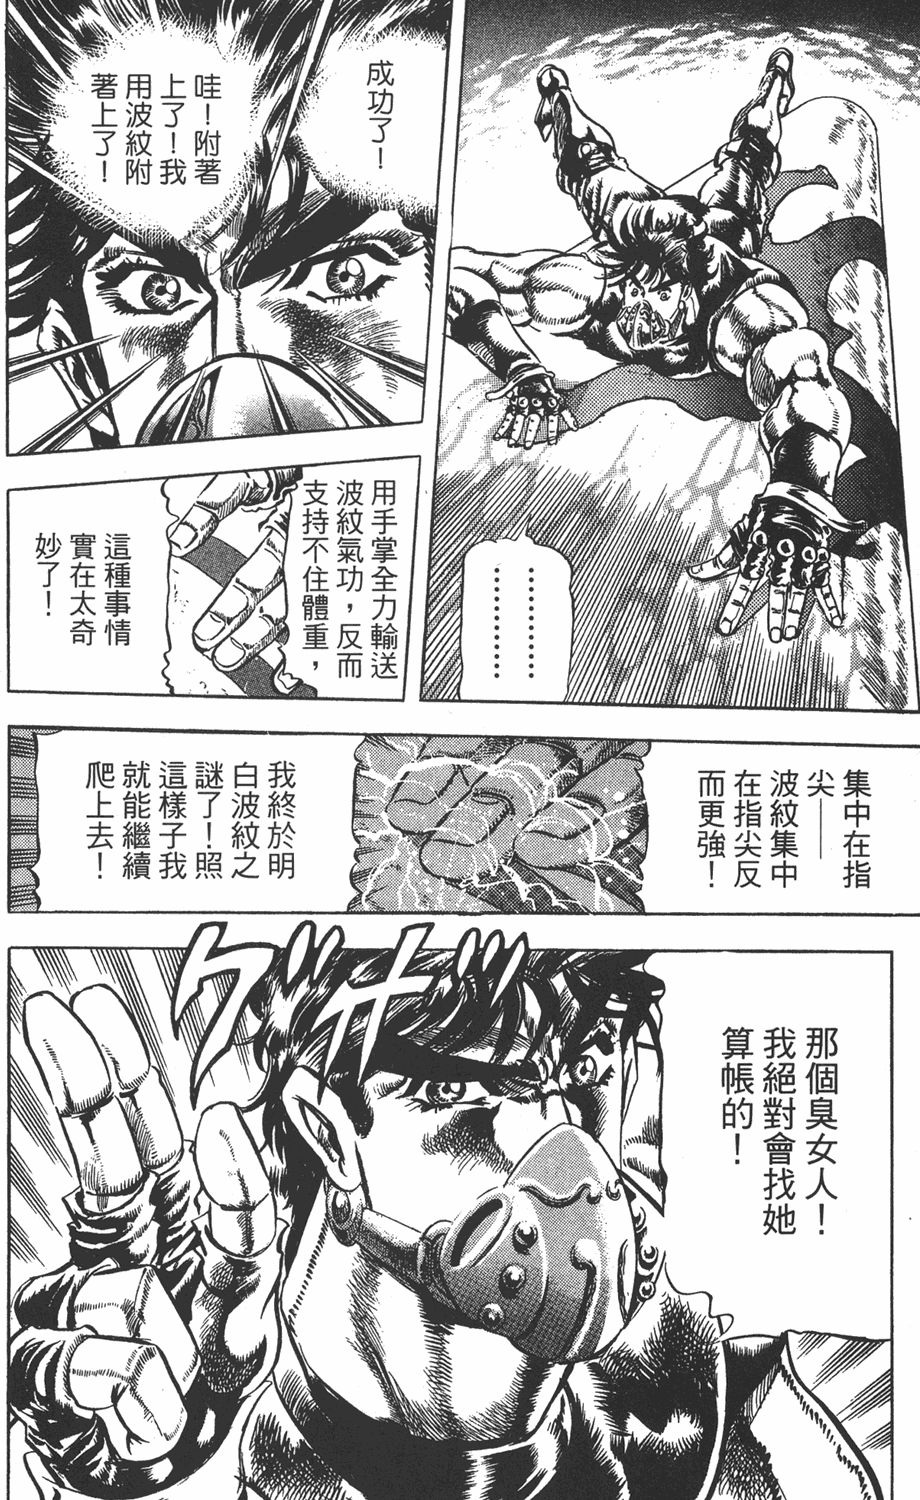 ⋯⋯⋯⋯
⋯⋯⋯⋯
成功了！
哇！附著
上了！我
用波紋附
著上了！
用手掌全力輸送
波紋氣功，反而
支持不住體重，
這種事情
實在太奇
妙了！
集中在指
尖——
波紋集中
在指尖反
而更強！
我終於明
白波紋之
謎了！照
這樣子我
就能繼續
爬上去！
グッ
ガッ
那個臭女人！
我絕對會找她
算帳的！